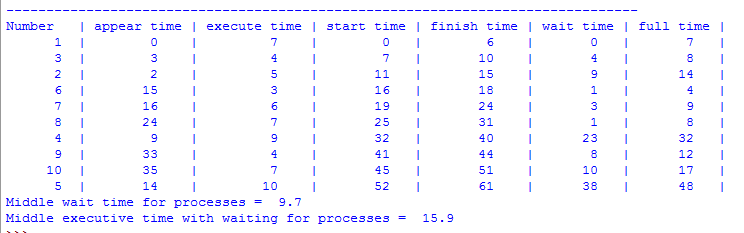 --------------------------------------------------------------------------------
Number | appear time | execute time | start time | finish time | wait time | full time |
1 | 0 | 7 | 0 | 6 | 0 | 7 |
3 | 3 | 4 | 7 | 10 | 4 | 8 |
2 | 2 | 5 | 11 | 15 | 9 | 14 |
6 | 15 | 3 | 16 | 18 | 1 | 4 |
7 | 16 | 6 | 19 | 24 | 3 | 9 |
8 | 24 | 7 | 25 | 31 | 1 | 8 |
4 | 9 | 9 | 32 | 40 | 23 | 32 |
9 | 33 | 4 | 41 | 44 | 8 | 12 |
10 | 35 | 7 | 45 | 51 | 10 | 17 |
5 | 14 | 10 | 52 | 61 | 38 | 48 |
Middle wait time for processes = 9.7
Middle executive time with waiting for processes = 15.9
>>>